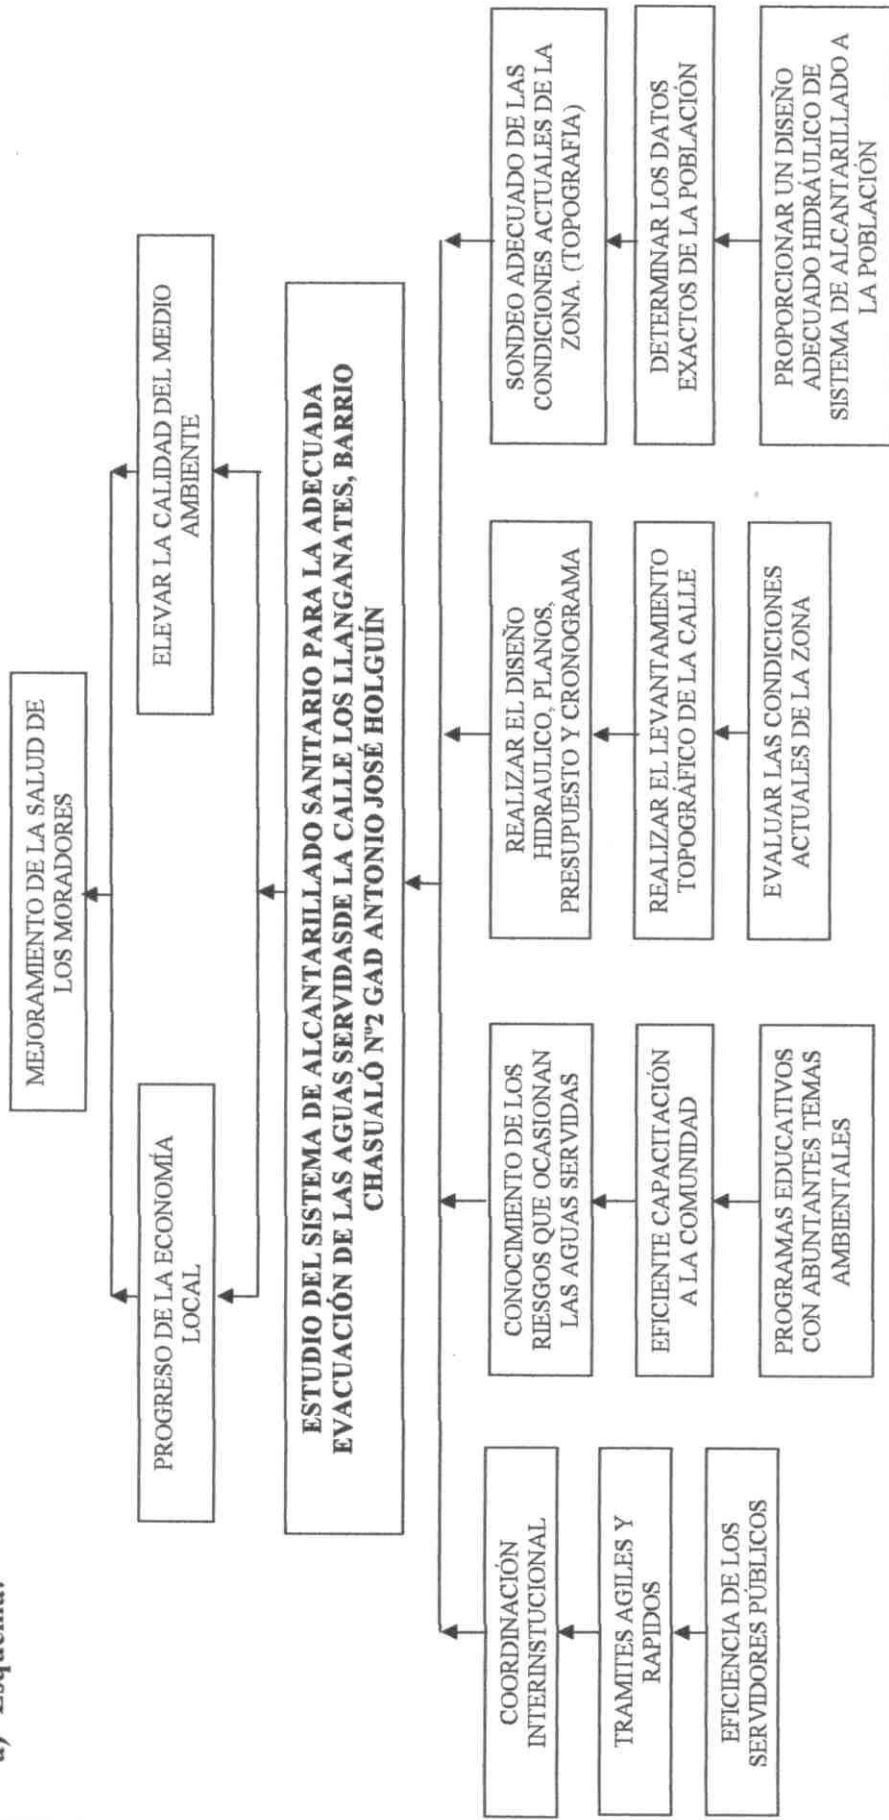 a) Esquema.
MEJORAMIENTO DE LA SALUD DE
LOS MORADORES
PROGRESO DE LA ECONOMÍA
LOCAL
ELEVAR LA CALIDAD DEL MEDIO
AMBIENTE
ESTUDIO DEL SISTEMA DE ALCANTARILLADO SANITARIO PARA LA ADECUADA
EVACUACIÓN DE LAS AGUAS SERVIDASDE LA CALLE LOS LLANGANATES, BARRIO
CHASUALÓ N°2 GAD ANTONIO JOSÉ HOLGUÍN
COORDINACIÓN
INTERINSTUCIONAL
TRAMITES AGILES Y
RAPIDOS
EFICIENCIA DE LOS
SERVIDORES PÚBLICOS
CONOCIMIENTO DE LOS
RIESGOS QUE OCASIONAN
LAS AGUAS SERVIDAS
EFICIENTE CAPACITACIÓN
A LA COMUNIDAD
PROGRAMAS EDUCATIVOS
CON ABUNTANTES TEMAS
AMBIENTALES
REALIZAR EL DISEÑO
HIDRAULICO, PLANOS,
PRESUPUESTO Y CRONOGRAMA
REALIZAR EL LEVANTAMIENTO
TOPOGRÁFICO DE LA CALLE
EVALUAR LAS CONDICIONES
ACTUALES DE LA ZONA
SONDEO ADECUADO DE LAS
CONDICIONES ACTUALES DE LA
ZONA. (TOPOGRAFIA)
DETERMINAR LOS DATOS
EXACTOS DE LA POBLACIÓN
PROPORCIONAR UN DISEÑO
ADECUADO HIDRÁULICO DE
SISTEMA DE ALCANTARILLADO A
LA POBLACIÓN